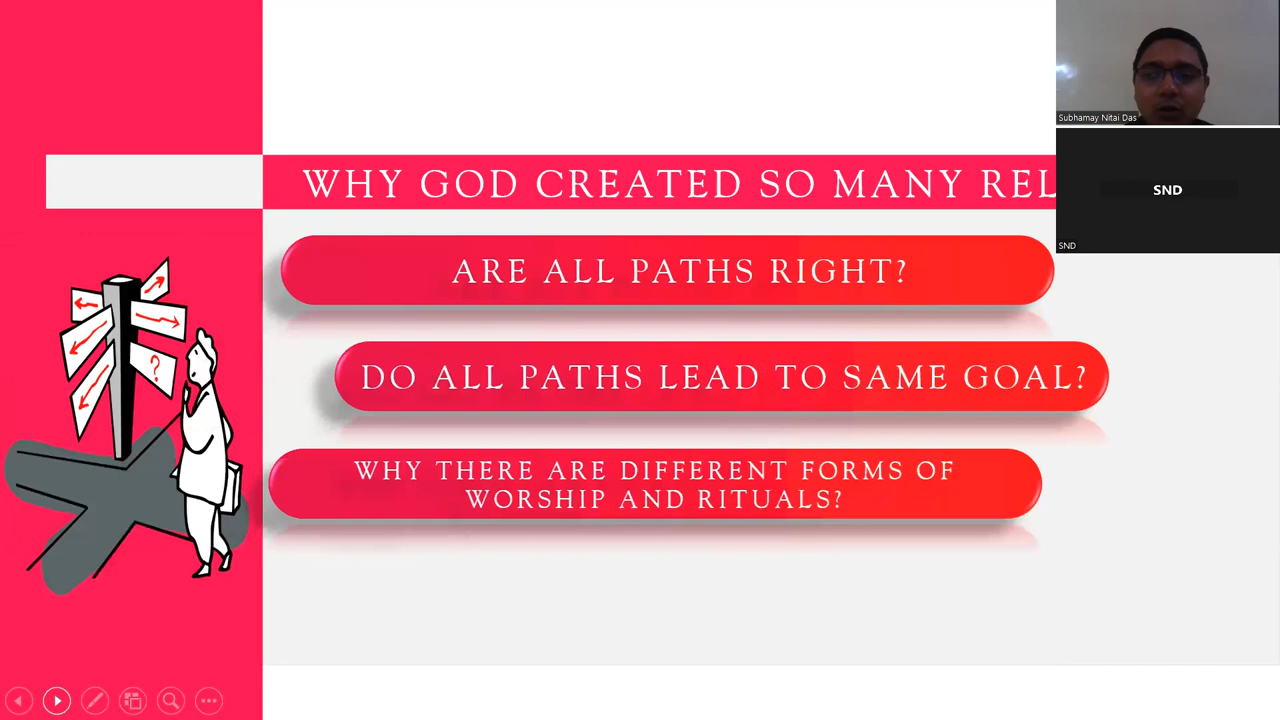 WHY GOD CREATED SO MANY REL
ARE ALL PATHS RIGHT?
DO ALL PATHS LEAD TO SAME GOAL?
WHY THERE ARE DIFFERENT FORMS OF
WORSHIP AND RITUALS?
?
Subhamay Nitai Das
SND
SND